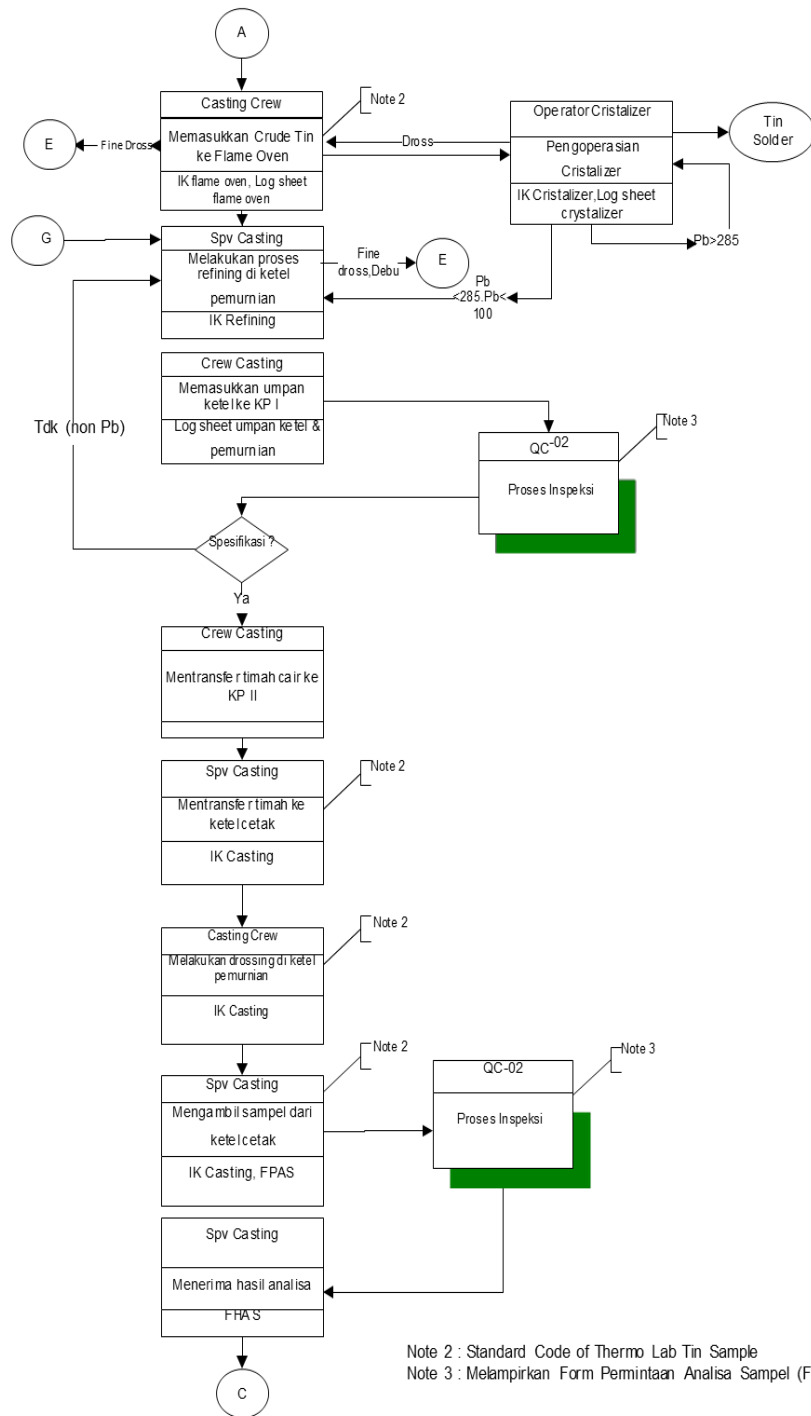 A
Casting Crew
Note 2
Memasukkan Crude Tin
ke Flame Oven
IK flame oven, Log sheet
flame oven
E
Fine Dross
Dross
Operator Cristalizer
Pengoperasian
Cristalizer
IK Cristalizer,Log sheet
crystalizer
Tin
Solder
Pb>285
G
Spv Casting
Melakukan proses
refining di ketel
pemurnian
IK Refining
Fine
dross,Debu
E
Pb
<285.Pb<
100
Crew Casting
Memasukkan umpan
ketel ke KP I
Log sheet umpan ketel &
pemurnian
Tdk (non Pb)
Note 3
QC-02
Proses Inspeksi
Spesifikasi ?
Ya
Crew Casting
Mentransfer timah cair ke
KP II
Spv Casting
Note 2
Mentransfer timah ke
ketel cetak
IK Casting
Casting Crew
Note 2
Melakukan drossing di ketel
pemurnian
IK Casting
Spv Casting
Note 2
Mengambil sampel dari
ketel cetak
IK Casting, FPAS
QC-02
Note 3
Proses Inspeksi
Spv Casting
Menerima hasil analisa
FHAS
C
Note 2 : Standard Code of Thermo Lab Tin Sample
Note 3 : Melampirkan Form Permintaan Analisa Sampel (F